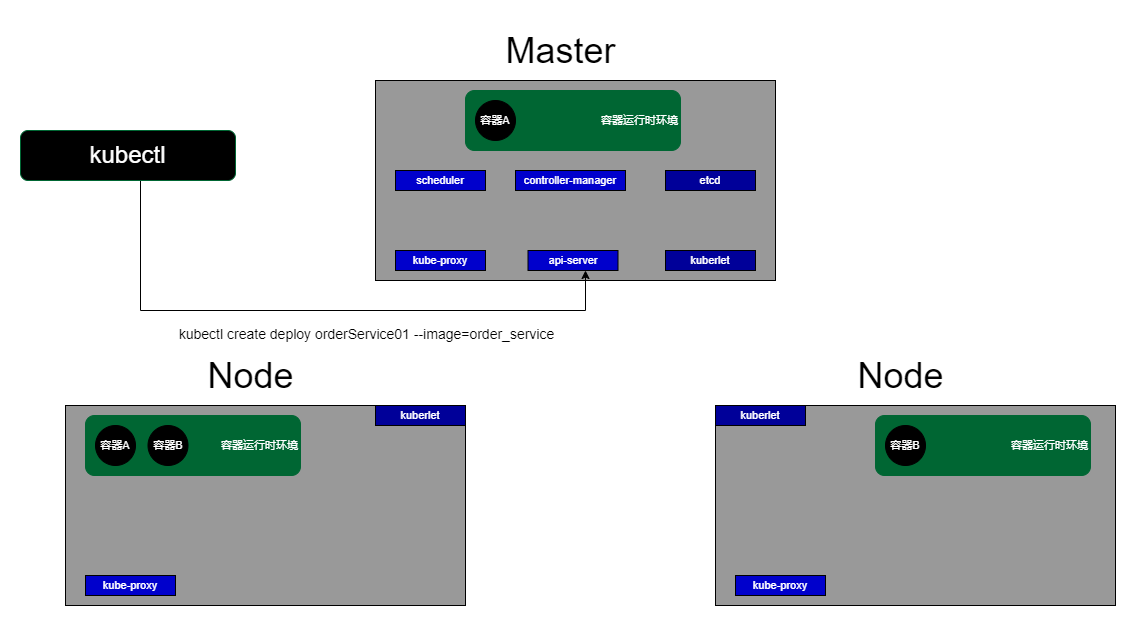 Master
容器A
容器运行时环境
kubectl
scheduler
controller-manager
etcd
kube-proxy
api-server
kuberlet
kubectl create deploy orderService01 --image=order_service
Node
Node
kuberlet
容器A
容器B
容器运行时环境
kube-proxy
kuberlet
容器B
容器运行时环境
kube-proxy